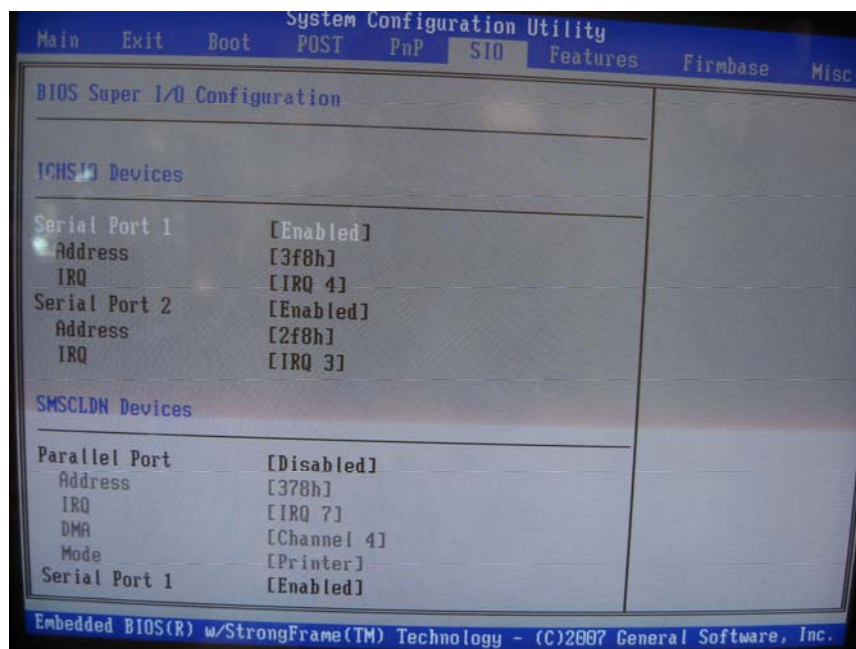 System Configuration Utility
Main Exit Boot POST PnP SIO Features Firmbase Misc
BIOS Super I/O Configuration
ICHSIO Devices
Serial Port 1 [Enabled]
Address [3f8h]
IRQ [IRQ 4]
Serial Port 2 [Enabled]
Address [2f8h]
IRQ [IRQ 3]
SMSCLDN Devices
Parallel Port [Disabled]
Address [378h]
IRQ [IRQ 7]
DMA [Channel 4]
Mode [Printer]
Serial Port 1 [Enabled]
Embedded BIOS(R) w/StrongFrame(TM) Technology - (C)2007 General Software, Inc.